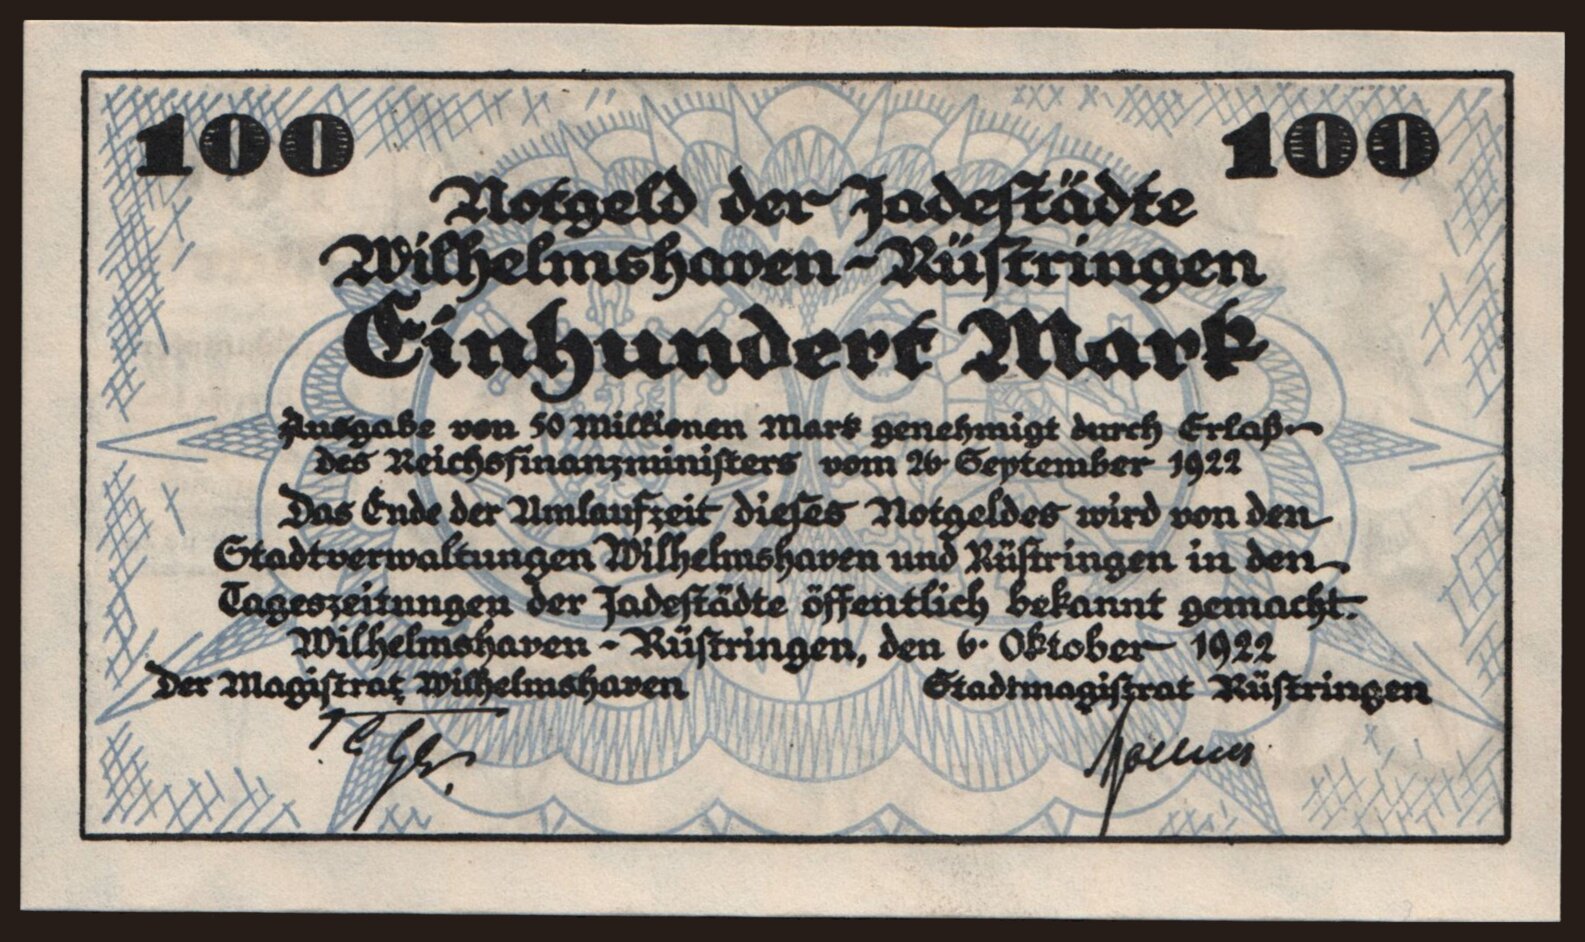 100 100
Notgeld der Jadestädte
Wilhelmshaven-Rüstringen
Einhundert Mark
Ausgabe von 50 Millionen Mark genehmigt durch Erlaß
des Reichsfinanzministers vom 26 September 1922
Das Ende der Umlaufzeit dieses Notgeldes wird von den
Stadtverwaltungen Wilhelmshaven und Rüstringen in den
Tageszeitungen der Jadestädte öffentlich bekannt gemacht.
Wilhelmshaven - Rüstringen, den 6. Oktober 1922
Der Magistrat Wilhelmshaven Stadtmagistrat Rüstringen